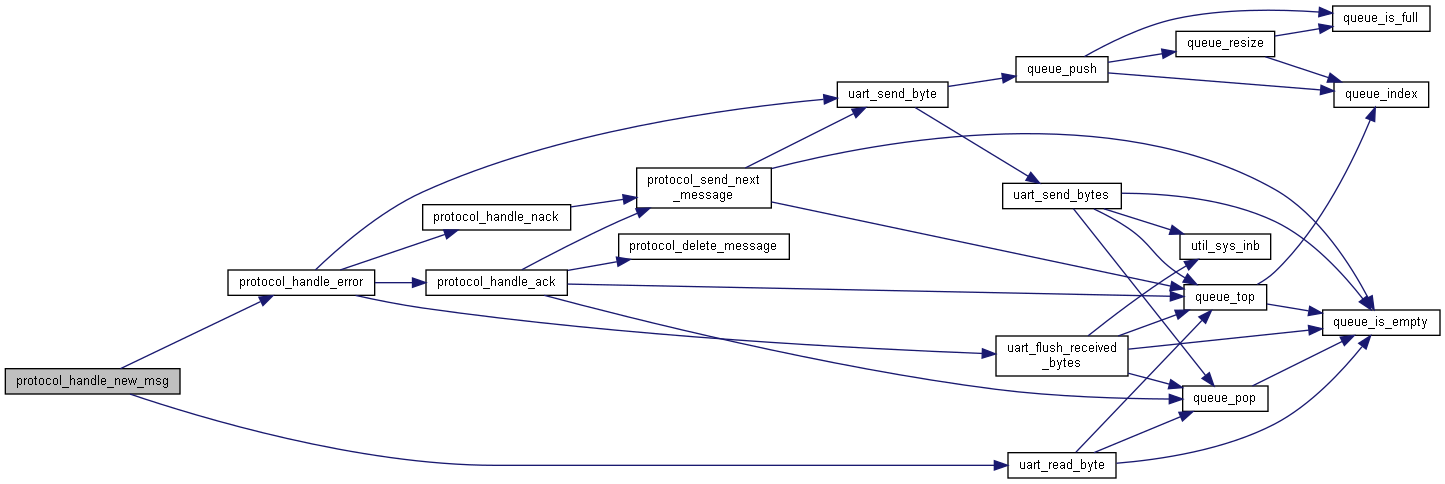 queue_is_full
queue_resize
queue_push
queue_index
uart_send_byte
protocol_send_next
_message
uart_send_bytes
protocol_handle_nack
protocol_delete_message
util_sys_inb
protocol_handle_error
protocol_handle_ack
queue_top
queue_is_empty
uart_flush_received
_bytes
protocol_handle_new_msg
queue_pop
uart_read_byte